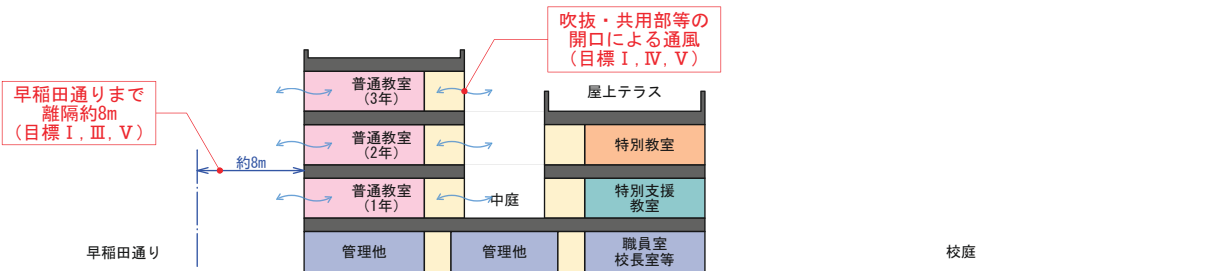 吹抜・共用部等の
開口による通風
(目標Ⅰ,Ⅳ,Ⅴ)
早稲田通りまで
離隔約8m
(目標Ⅰ,Ⅲ,Ⅴ)
普通教室
(3年)
屋上テラス
普通教室
(2年)
特別教室
約8m
普通教室
(1年)
中庭
特別支援
教室
早稲田通り
管理他
管理他
職員室
校長室等
校庭